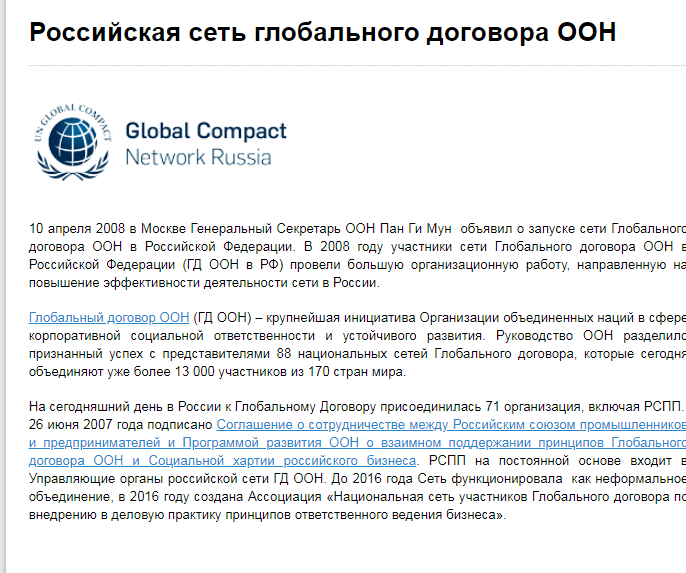 Российская сеть глобального договора ООН
UN GLOBAL COMPACT
Global Compact
Network Russia
10 апреля 2008 в Москве Генеральный Секретарь ООН Пан Ги Мун объявил о запуске сети Глобального
договора ООН в Российской Федерации. В 2008 году участники сети Глобального договора ООН в
Российской Федерации (ГД ООН в РФ) провели большую организационную работу, направленную на
повышение эффективности деятельности сети в России.
Глобальный договор ООН (ГД ООН) – крупнейшая инициатива Организации объединенных наций в сфере
корпоративной социальной ответственности и устойчивого развития. Руководство ООН разделило
признанный успех с представителями 88 национальных сетей Глобального договора, которые сегодня
объединяют уже более 13 000 участников из 170 стран мира.
На сегодняшний день в России к Глобальному Договору присоединилась 71 организация, включая РСПП.
26 июня 2007 года подписано Соглашение о сотрудничестве между Российским союзом промышленников
и предпринимателей и Программой развития ООН о взаимном поддержании принципов Глобального
договора ООН и Социальной хартии российского бизнеса. РСПП на постоянной основе входит в
Управляющие органы российской сети ГД ООН. До 2016 года Сеть функционировала как неформальное
объединение, в 2016 году создана Ассоциация «Национальная сеть участников Глобального договора по
внедрению в деловую практику принципов ответственного ведения бизнеса».